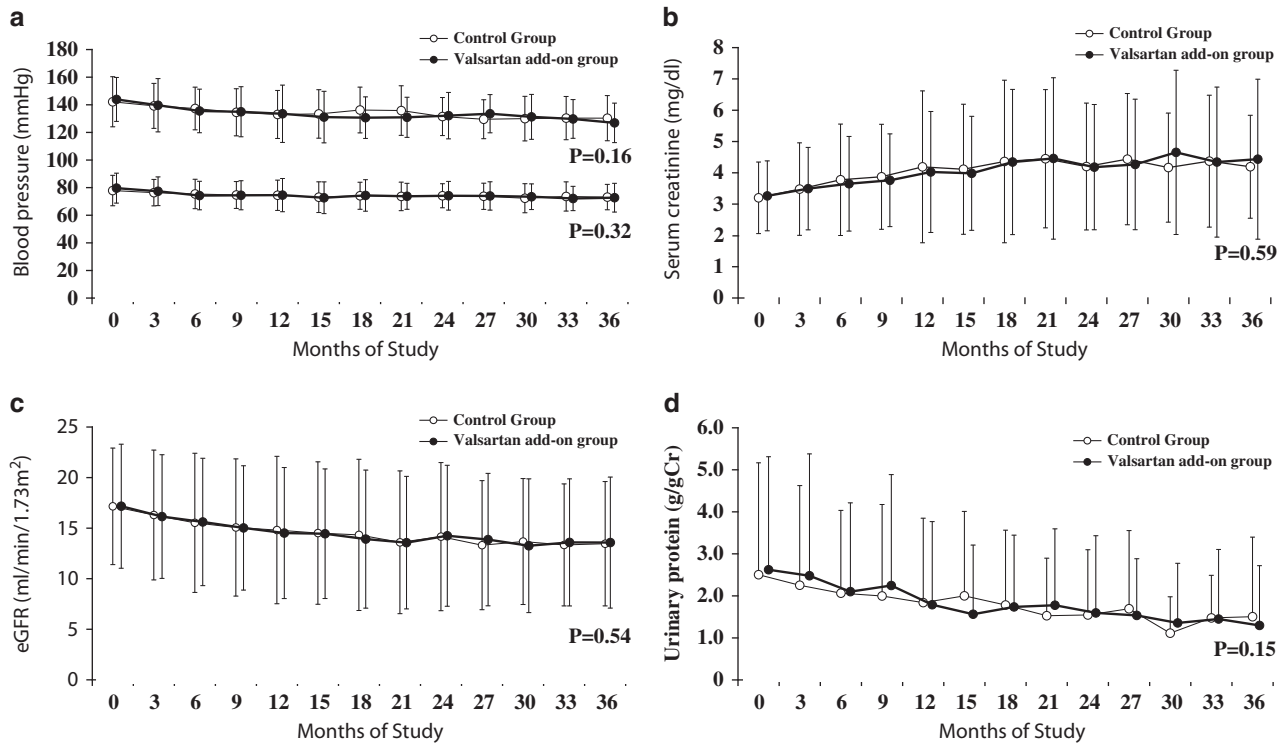 a
Control Group
Valsartan add-on group
Blood pressure (mmHg)
180
160
140
120
100
80
60
40
20
0
P=0.16
P=0.32
0 3 6 9 12 15 18 21 24 27 30 33 36
Months of Study
b
Control Group
Valsartan add-on group
Serum creatinine (mg/dl)
8
7
6
5
4
3
2
1
0
P=0.59
0 3 6 9 12 15 18 21 24 27 30 33 36
Months of Study
c
Control Group
Valsartan add-on group
eGFR (ml/min/1.73m²)
25
20
15
10
5
0
P=0.54
0 3 6 9 12 15 18 21 24 27 30 33 36
Months of Study
d
Control Group
Valsartan add-on group
Urinary protein (g/gCr)
6.0
5.0
4.0
3.0
2.0
1.0
0
P=0.15
0 3 6 9 12 15 18 21 24 27 30 33 36
Months of Study